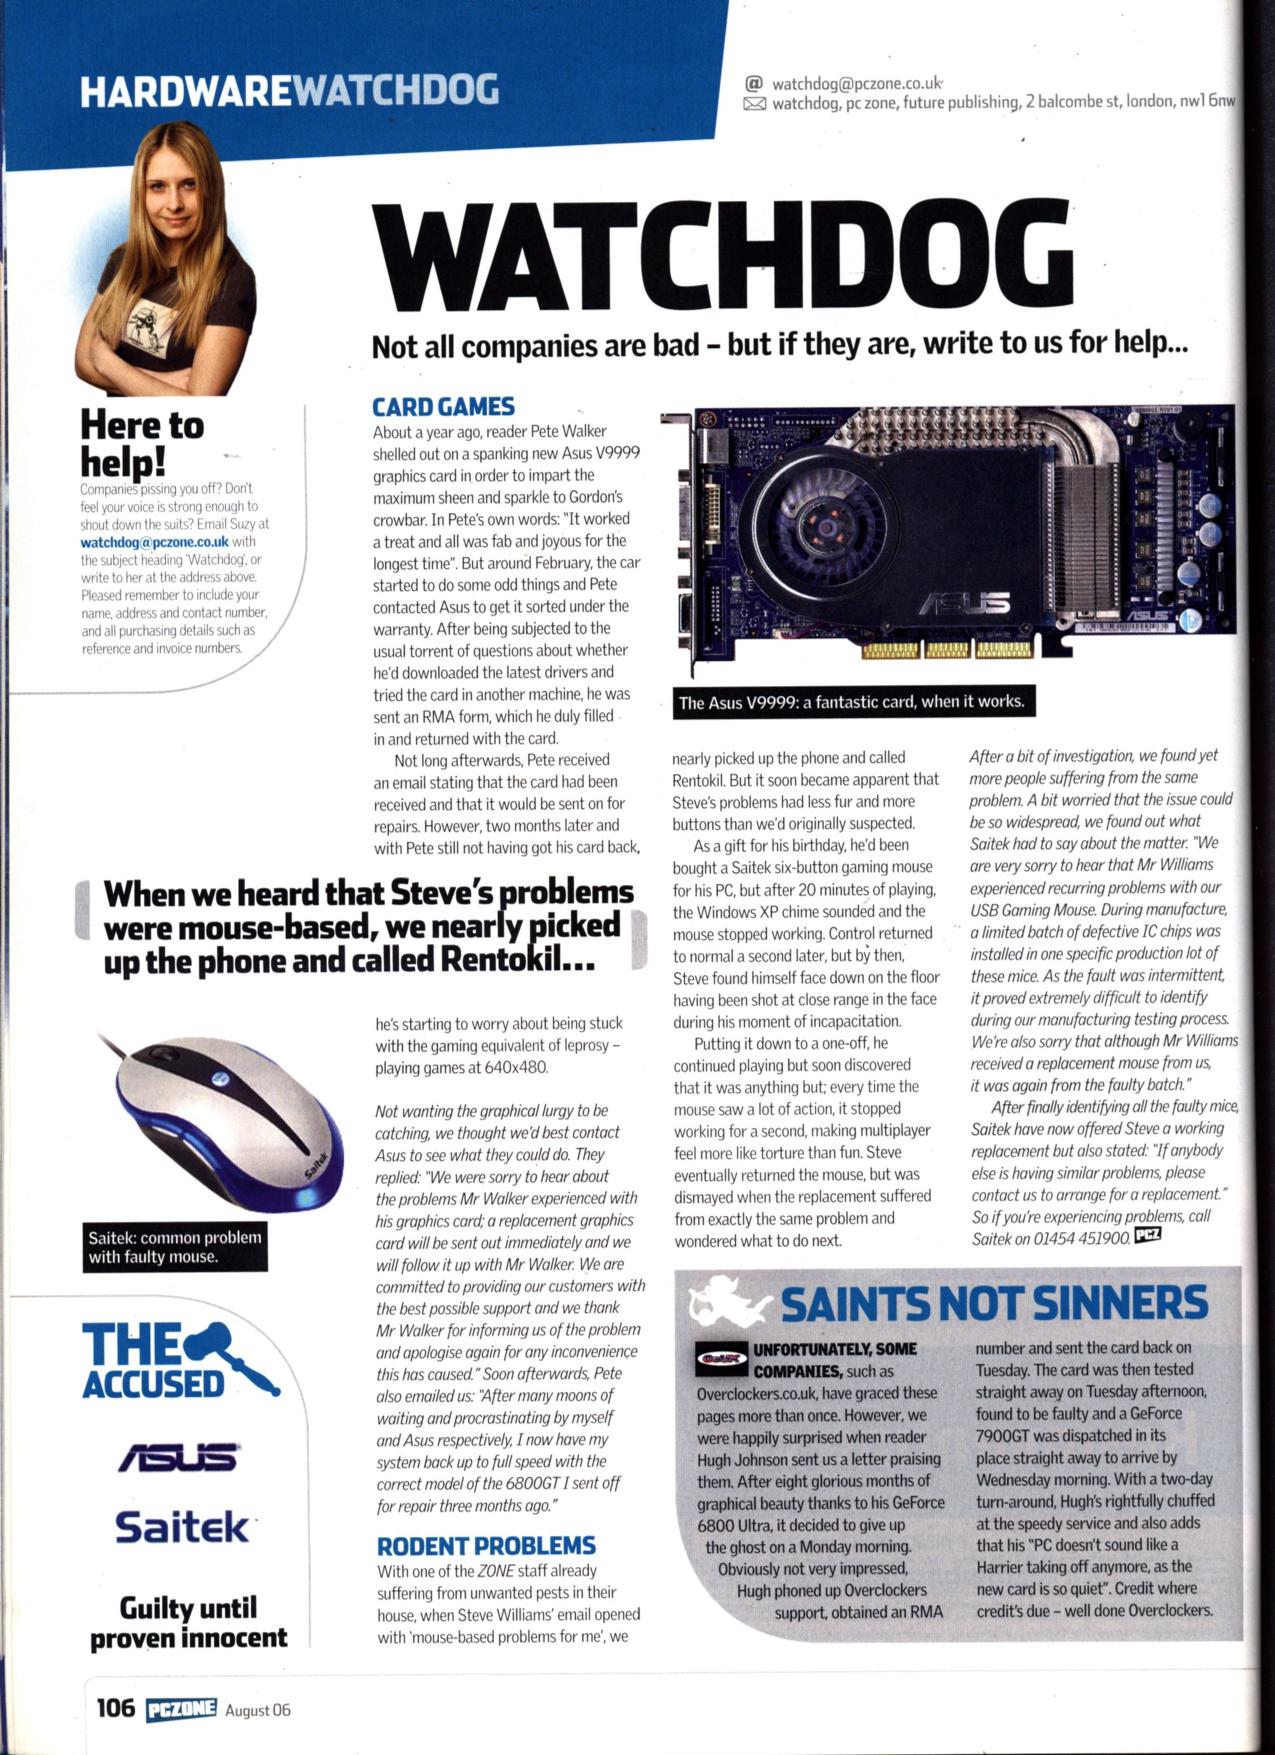 HARDWAREWATCHDOG
@ watchdog@pczone.co.uk
watchdog, pc zone, future publishing, 2 balcombe st, london, nw1 6nw
WATCHDOG
Not all companies are bad – but if they are, write to us for help...
Here to
help!
Companies pissing you off? Don't
feel your voice is strong enough to
shout down the suits? Email Suzy at
watchdog@pczone.co.uk with
the subject heading 'Watchdog', or
write to her at the address above.
Pleased remember to include your
name, address and contact number,
and all purchasing details such as
reference and invoice numbers.
CARD GAMES
About a year ago, reader Pete Walker
shelled out on a spanking new Asus V9999
graphics card in order to impart the
maximum sheen and sparkle to Gordon's
crowbar. In Pete's own words: "It worked
a treat and all was fab and joyous for the
longest time". But around February, the car
started to do some odd things and Pete
contacted Asus to get it sorted under the
warranty. After being subjected to the
usual torrent of questions about whether
he'd downloaded the latest drivers and
tried the card in another machine, he was
sent an RMA form, which he duly filled
in and returned with the card.
Not long afterwards, Pete received
an email stating that the card had been
received and that it would be sent on for
repairs. However, two months later and
with Pete still not having got his card back,
When we heard that Steve's problems
were mouse-based, we nearly picked
up the phone and called Rentokil...
he's starting to worry about being stuck
with the gaming equivalent of leprosy –
playing games at 640x480.
Not wanting the graphical lurgy to be
catching, we thought we'd best contact
Asus to see what they could do. They
replied: "We were sorry to hear about
the problems Mr Walker experienced with
his graphics card; a replacement graphics
card will be sent out immediately and we
will follow it up with Mr Walker. We are
committed to providing our customers with
the best possible support and we thank
Mr Walker for informing us of the problem
and apologise again for any inconvenience
this has caused." Soon afterwards, Pete
also emailed us: "After many moons of
waiting and procrastinating by myself
and Asus respectively, I now have my
system back up to full speed with the
correct model of the 6800GT I sent off
for repair three months ago."
RODENT PROBLEMS
With one of the ZONE staff already
suffering from unwanted pests in their
house, when Steve Williams' email opened
with 'mouse-based problems for me', we
ASUS
ASUS
The Asus V9999: a fantastic card, when it works.
nearly picked up the phone and called
Rentokil. But it soon became apparent that
Steve's problems had less fur and more
buttons than we'd originally suspected.
As a gift for his birthday, he'd been
bought a Saitek six-button gaming mouse
for his PC, but after 20 minutes of playing,
the Windows XP chime sounded and the
mouse stopped working. Control returned
to normal a second later, but by then,
Steve found himself face down on the floor
having been shot at close range in the face
during his moment of incapacitation.
Putting it down to a one-off, he
continued playing but soon discovered
that it was anything but; every time the
mouse saw a lot of action, it stopped
working for a second, making multiplayer
feel more like torture than fun. Steve
eventually returned the mouse, but was
dismayed when the replacement suffered
from exactly the same problem and
wondered what to do next.
After a bit of investigation, we found yet
more people suffering from the same
problem. A bit worried that the issue could
be so widespread, we found out what
Saitek had to say about the matter. "We
are very sorry to hear that Mr Williams
experienced recurring problems with our
USB Gaming Mouse. During manufacture,
a limited batch of defective IC chips was
installed in one specific production lot of
these mice. As the fault was intermittent,
it proved extremely difficult to identify
during our manufacturing testing process.
We're also sorry that although Mr Williams
received a replacement mouse from us,
it was again from the faulty batch."
After finally identifying all the faulty mice,
Saitek have now offered Steve a working
replacement but also stated: "If anybody
else is having similar problems, please
contact us to arrange for a replacement."
So if you're experiencing problems, call
Saitek on 01454 451900. PCZ
Saitek
Saitek: common problem
with faulty mouse.
THE
ACCUSED
ASUS
Saitek
Guilty until
proven innocent
SAINTS NOT SINNERS
OcUK
UNFORTUNATELY, SOME
COMPANIES, such as
Overclockers.co.uk, have graced these
pages more than once. However, we
were happily surprised when reader
Hugh Johnson sent us a letter praising
them. After eight glorious months of
graphical beauty thanks to his GeForce
6800 Ultra, it decided to give up
the ghost on a Monday morning.
Obviously not very impressed,
Hugh phoned up Overclockers
support, obtained an RMA
number and sent the card back on
Tuesday. The card was then tested
straight away on Tuesday afternoon,
found to be faulty and a GeForce
7900GT was dispatched in its
place straight away to arrive by
Wednesday morning. With a two-day
turn-around, Hugh's rightfully chuffed
at the speedy service and also adds
that his "PC doesn't sound like a
Harrier taking off anymore, as the
new card is so quiet". Credit where
credit's due – well done Overclockers.
106 PCZONE August 06